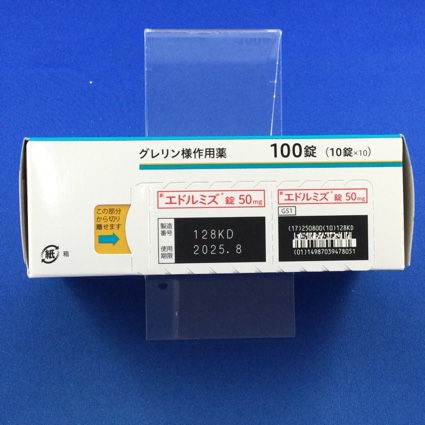 グレリン様作用薬 100錠 (10錠×10)
この部分
から切り
離せます
エドルミズ®錠 50mg
製造
番号 128KD
使用
期限 2025.8
エドルミズ®錠 50mg
GS1
(17)250800(10)128KD
(01)14987039478051
紙 箱